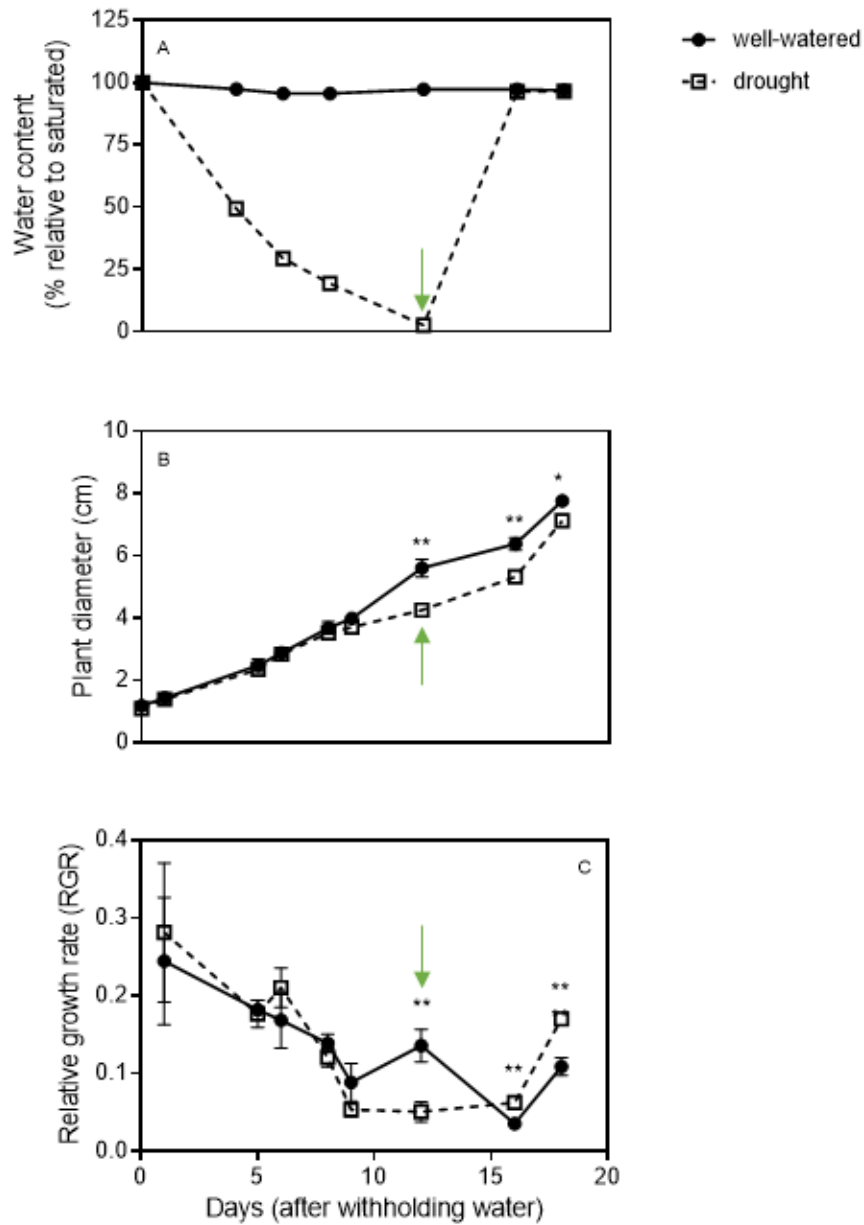 125
A
100
75
50
25
0
Water content
(% relative to saturated)
well-watered
drought
10
B
8
6
4
2
0
Plant diameter (cm)
**
**
*
0.4
C
0.3
0.2
0.1
0.0
Relative growth rate (RGR)
**
**
**
**
0 5 10 15 20
Days (after withholding water)